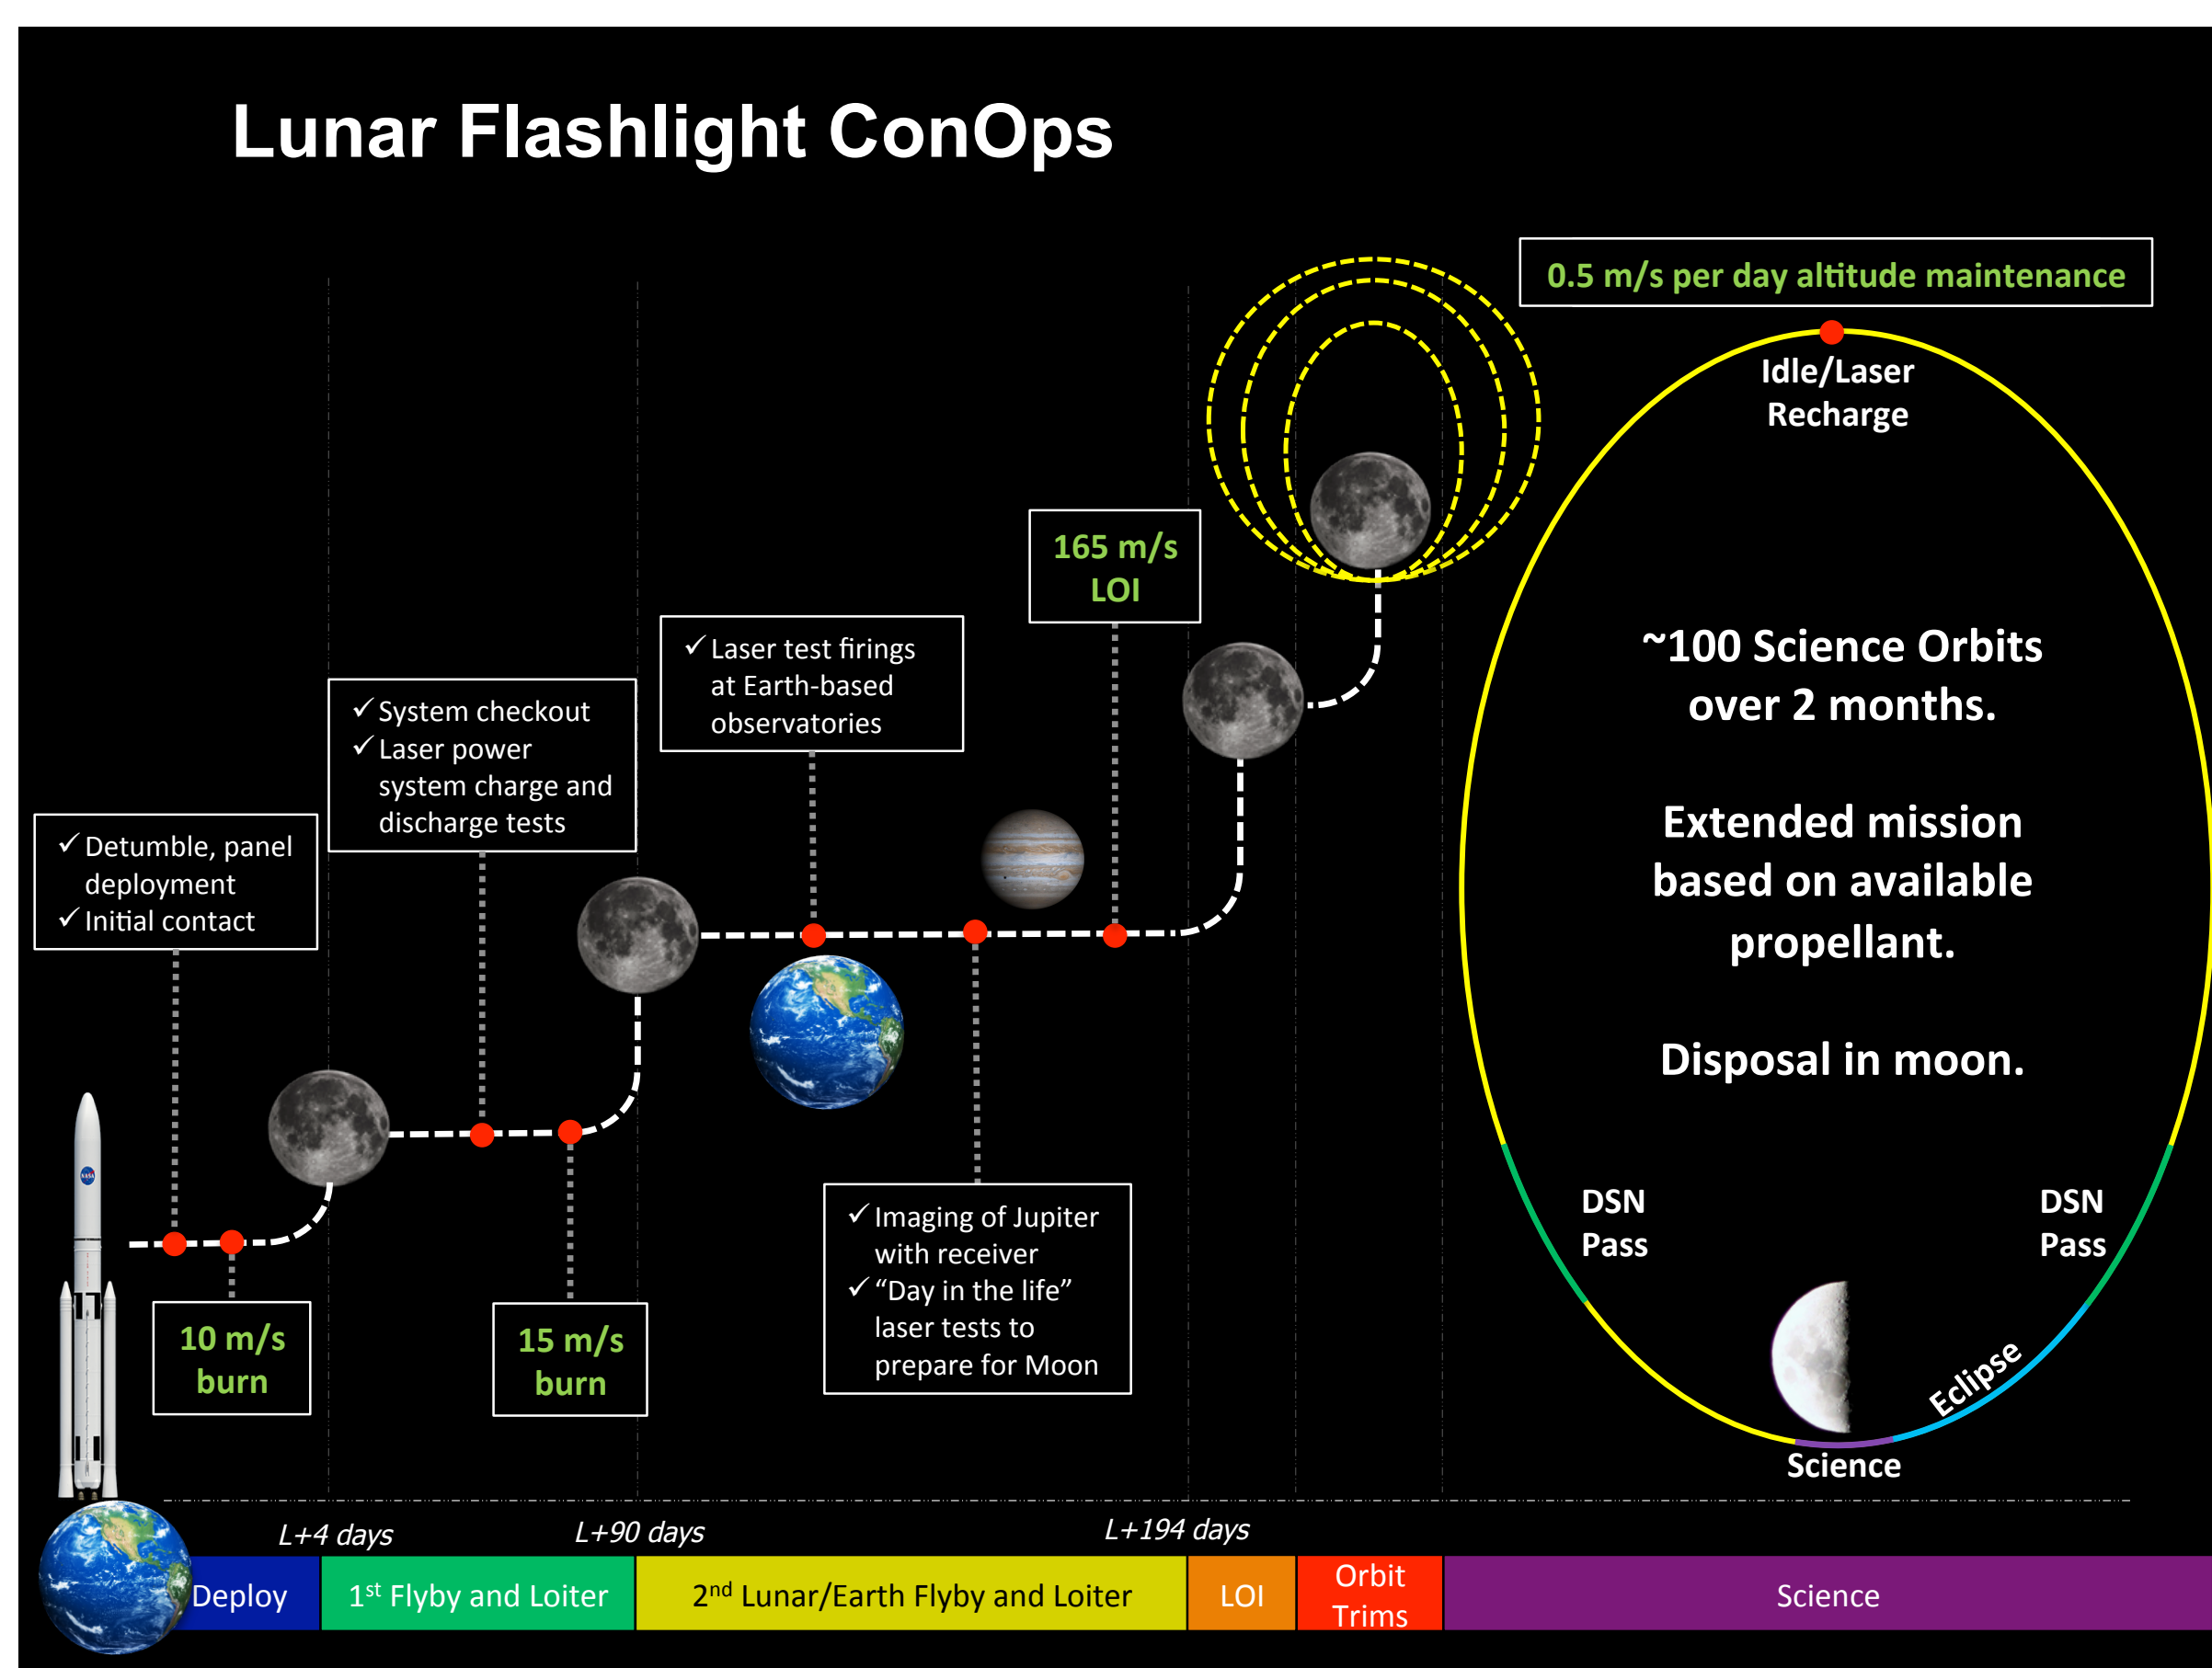 Lunar Flashlight ConOps
0.5 m/s per day altitude maintenance
Idle/Laser
Recharge
165 m/s
LOI
✓ Laser test firings
at Earth-based
observatories
✓ System checkout
✓ Laser power
system charge and
discharge tests
✓ Detumble, panel
deployment
✓ Initial contact
~100 Science Orbits
over 2 months.
Extended mission
based on available
propellant.
Disposal in moon.
NASA
10 m/s
burn
15 m/s
burn
✓ Imaging of Jupiter
with receiver
✓ “Day in the life”
laser tests to
prepare for Moon
DSN
Pass
DSN
Pass
Eclipse
Science
L+4 days
L+90 days
L+194 days
Deploy
1st Flyby and Loiter
2nd Lunar/Earth Flyby and Loiter
LOI
Orbit
Trims
Science